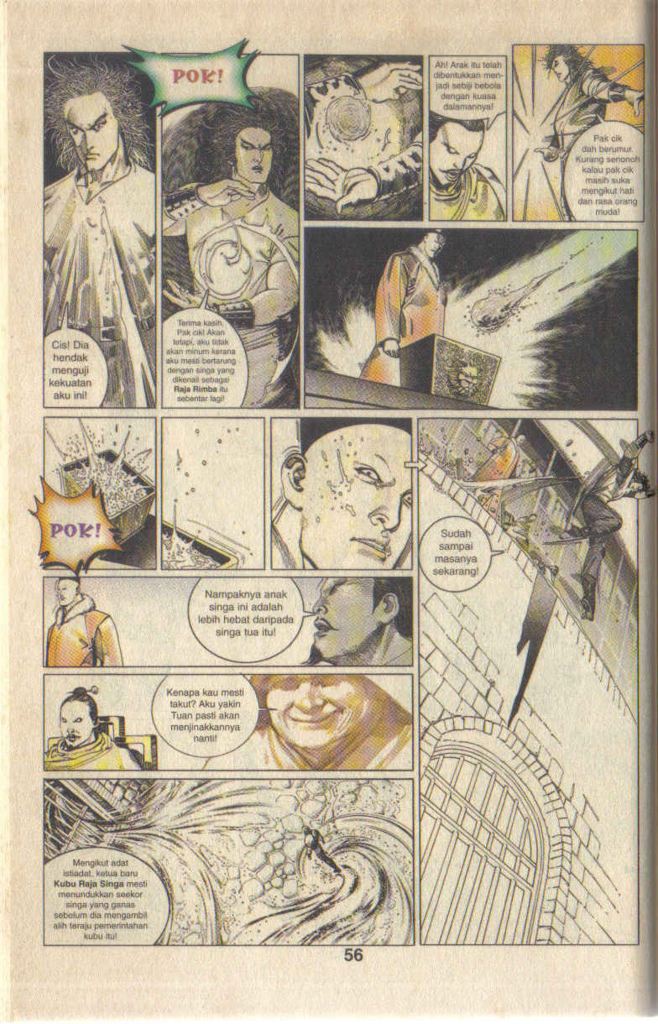 POK!
Cis! Dia
hendak
menguji
kekuatan
aku ini!
Terima kasih,
Pak cik! Akan
tetapi, aku tidak
akan minum kerana
aku mesti bertarung
dengan singa yang
dikenali sebagai
Raja Rimba itu
sebentar lagi!
Ah! Arak itu telah
dibentukkan men-
jadi sebiji bebola
dengan kuasa
dalamannya!
Pak cik
dah berumur.
Kurang senonoh
kalau pak cik
masih suka
mengikut hati
dan rasa orang
muda!
POK!
Nampaknya anak
singa ini adalah
lebih hebat daripada
singa tua itu!
Kenapa kau mesti
takut? Aku yakin
Tuan pasti akan
menjinakkannya
nanti!
Mengikut adat
istiadat, ketua baru
Kubu Raja Singa mesti
menundukkan seekor
singa yang ganas
sebelum dia mengambil
alih teraju pemerintahan
kubu itu!
Sudah
sampai
masanya
sekarang!
56